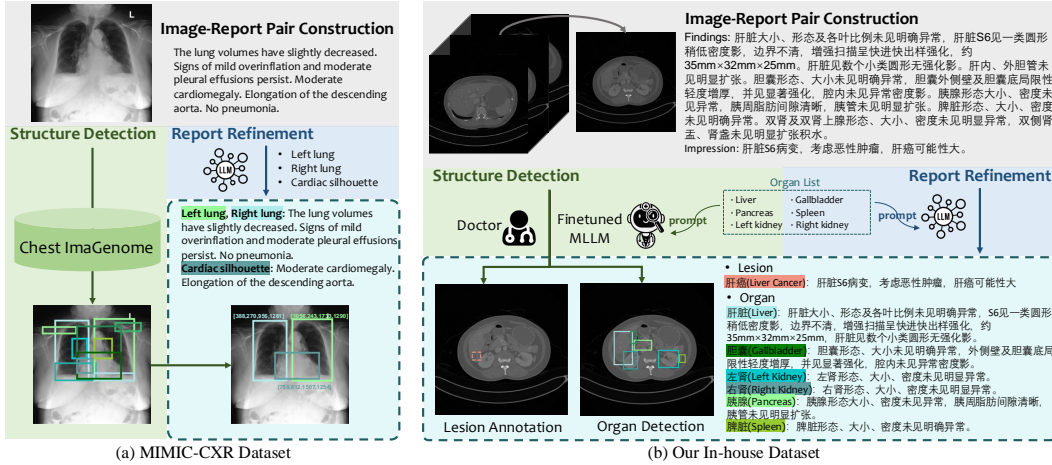 L
Image-Report Pair Construction
The lung volumes have slightly decreased.
Signs of mild overinflation and moderate
pleural effusions persist. Moderate
cardiomegaly. Elongation of the descending
aorta. No pneumonia.
Structure Detection
Report Refinement
LLM
• Left lung
• Right lung
• Cardiac silhouette
Chest ImaGenome
Left lung, Right lung: The lung volumes
have slightly decreased. Signs of mild
overinflation and moderate pleural effusions
persist. No pneumonia.
Cardiac silhouette: Moderate cardiomegaly.
Elongation of the descending aorta.
L
(a) MIMIC-CXR Dataset
Image-Report Pair Construction
Findings: 肝脏大小、形态及各叶比例未见明确异常，肝脏S6见一类圆形
稍低密度影，边界不清，增强扫描呈快进快出样强化，约
35mm×32mm×25mm。肝脏见数个小类圆形无强化影。肝内、外胆管未
见明显扩张。胆囊形态、大小未见明确异常，胆囊外侧壁及胆囊底局限性
轻度增厚，并见显著强化，腔内未见异常密度影。胰腺形态大小、密度未
见异常，胰周脂肪间隙清晰，胰管未见明显扩张。脾脏形态、大小、密度
未见明确异常。双肾及双肾上腺形态、大小、密度未见明显异常，双侧肾
盂、肾盏未见明显扩张积水。
Impression: 肝脏S6病变，考虑恶性肿瘤，肝癌可能性大。
Structure Detection
Report Refinement
Doctor
Finetuned
MLLM
prompt
Organ List
• Liver
• Gallbladder
• Pancreas
• Spleen
• Left kidney
• Right kidney
prompt
LLM
• Lesion
肝癌(Liver Cancer)：肝脏S6病变，考虑恶性肿瘤，肝癌可能性大
• Organ
肝脏(Liver)：肝脏大小、形态及各叶比例未见明确异常，S6见一类圆形
稍低密度影，边界不清，增强扫描呈快进快出样强化，约
35mm×32mm×25mm，肝脏见数个小类圆形无强化影。
胆囊(Gallbladder)：胆囊形态、大小未见明确异常，外侧壁及胆囊底局
限性轻度增厚，并见显著强化，腔内未见异常密度影。
左肾(Left Kidney)：左肾形态、大小、密度未见明显异常。
右肾(Right Kidney)：右肾形态、大小、密度未见明显异常。
胰腺(Pancreas)：胰腺形态大小、密度未见异常，胰周脂肪间隙清晰，
胰管未见明显扩张。
脾脏(Spleen)：脾脏形态、大小、密度未见明确异常。
Lesion Annotation
Organ Detection
(b) Our In-house Dataset